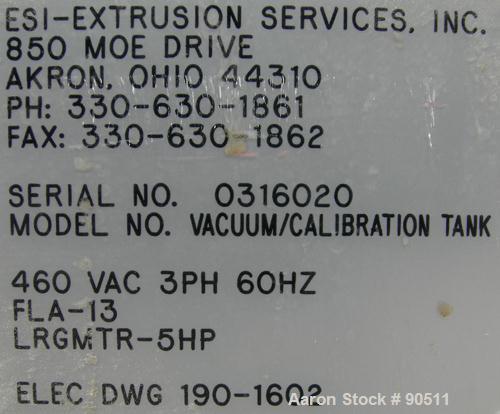 ESI-EXTRUSION SERVICES, INC.
850 MOE DRIVE
AKRON, OHIO 44310
PH: 330-630-1861
FAX: 330-630-1862
SERIAL NO. 0316020
MODEL NO. VACUUM/CALIBRATION TANK
460 VAC 3PH 60HZ
FLA-13
LRGMTR-5HP
ELEC DWG 190-1602
Aaron Stock # 90511